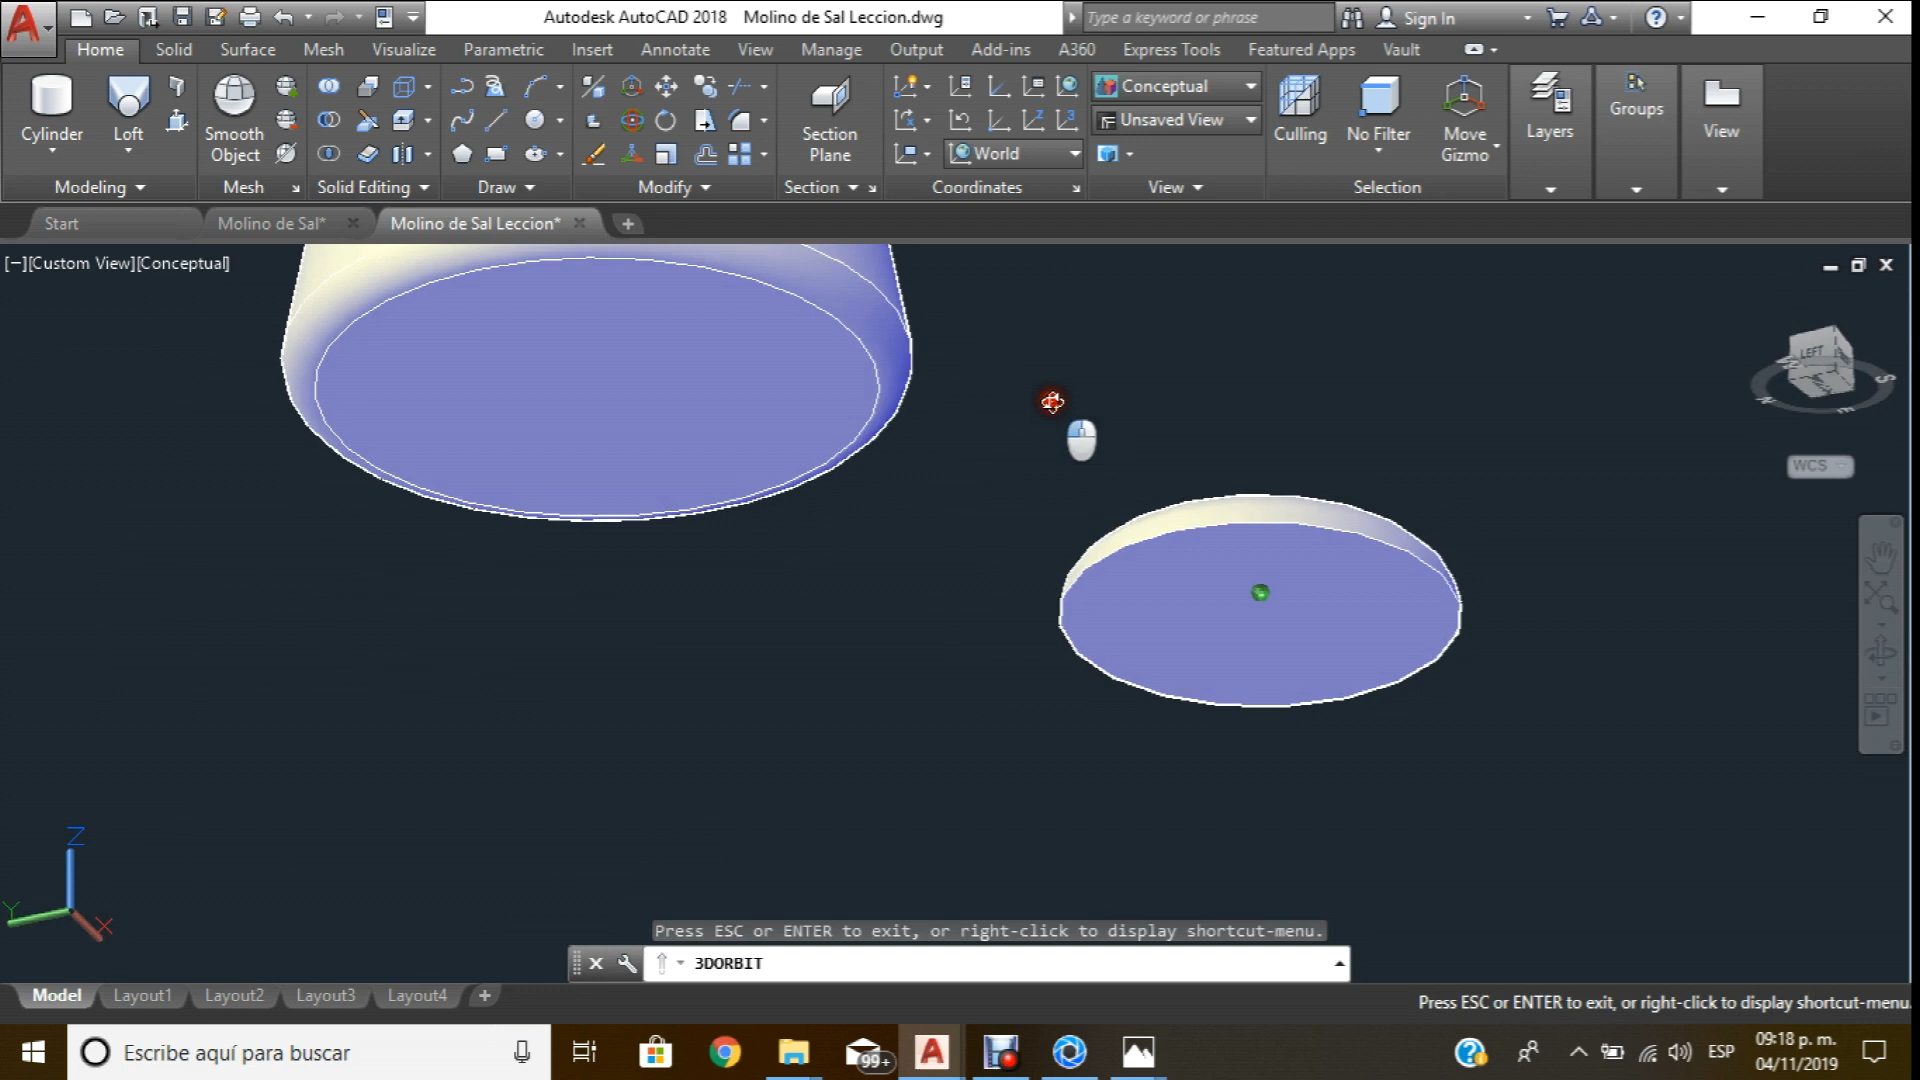 Autodesk AutoCAD 2018 Molino de Sal Leccion.dwg
Type a keyword or phrase
Sign In
Home Solid Surface Mesh Visualize Parametric Insert Annotate View Manage Output Add-ins A360 Express Tools Featured Apps Vault
Cylinder
Loft
Smooth Object
Section Plane
Conceptual
Unsaved View
World
Culling
No Filter
Move Gizmo
Layers
Groups
View
Modeling Mesh Solid Editing Draw Modify Section Coordinates View Selection
Start Molino de Sal* Molino de Sal Leccion*
[−][Custom View][Conceptual]
LEFT
N
S
E
WCS
Z
Y
X
Press ESC or ENTER to exit, or right-click to display shortcut-menu.
3DORBIT
Model Layout1 Layout2 Layout3 Layout4
Press ESC or ENTER to exit, or right-click to display shortcut-menu.
Escribe aquí para buscar
99+
ESP
09:18 p. m.
04/11/2019